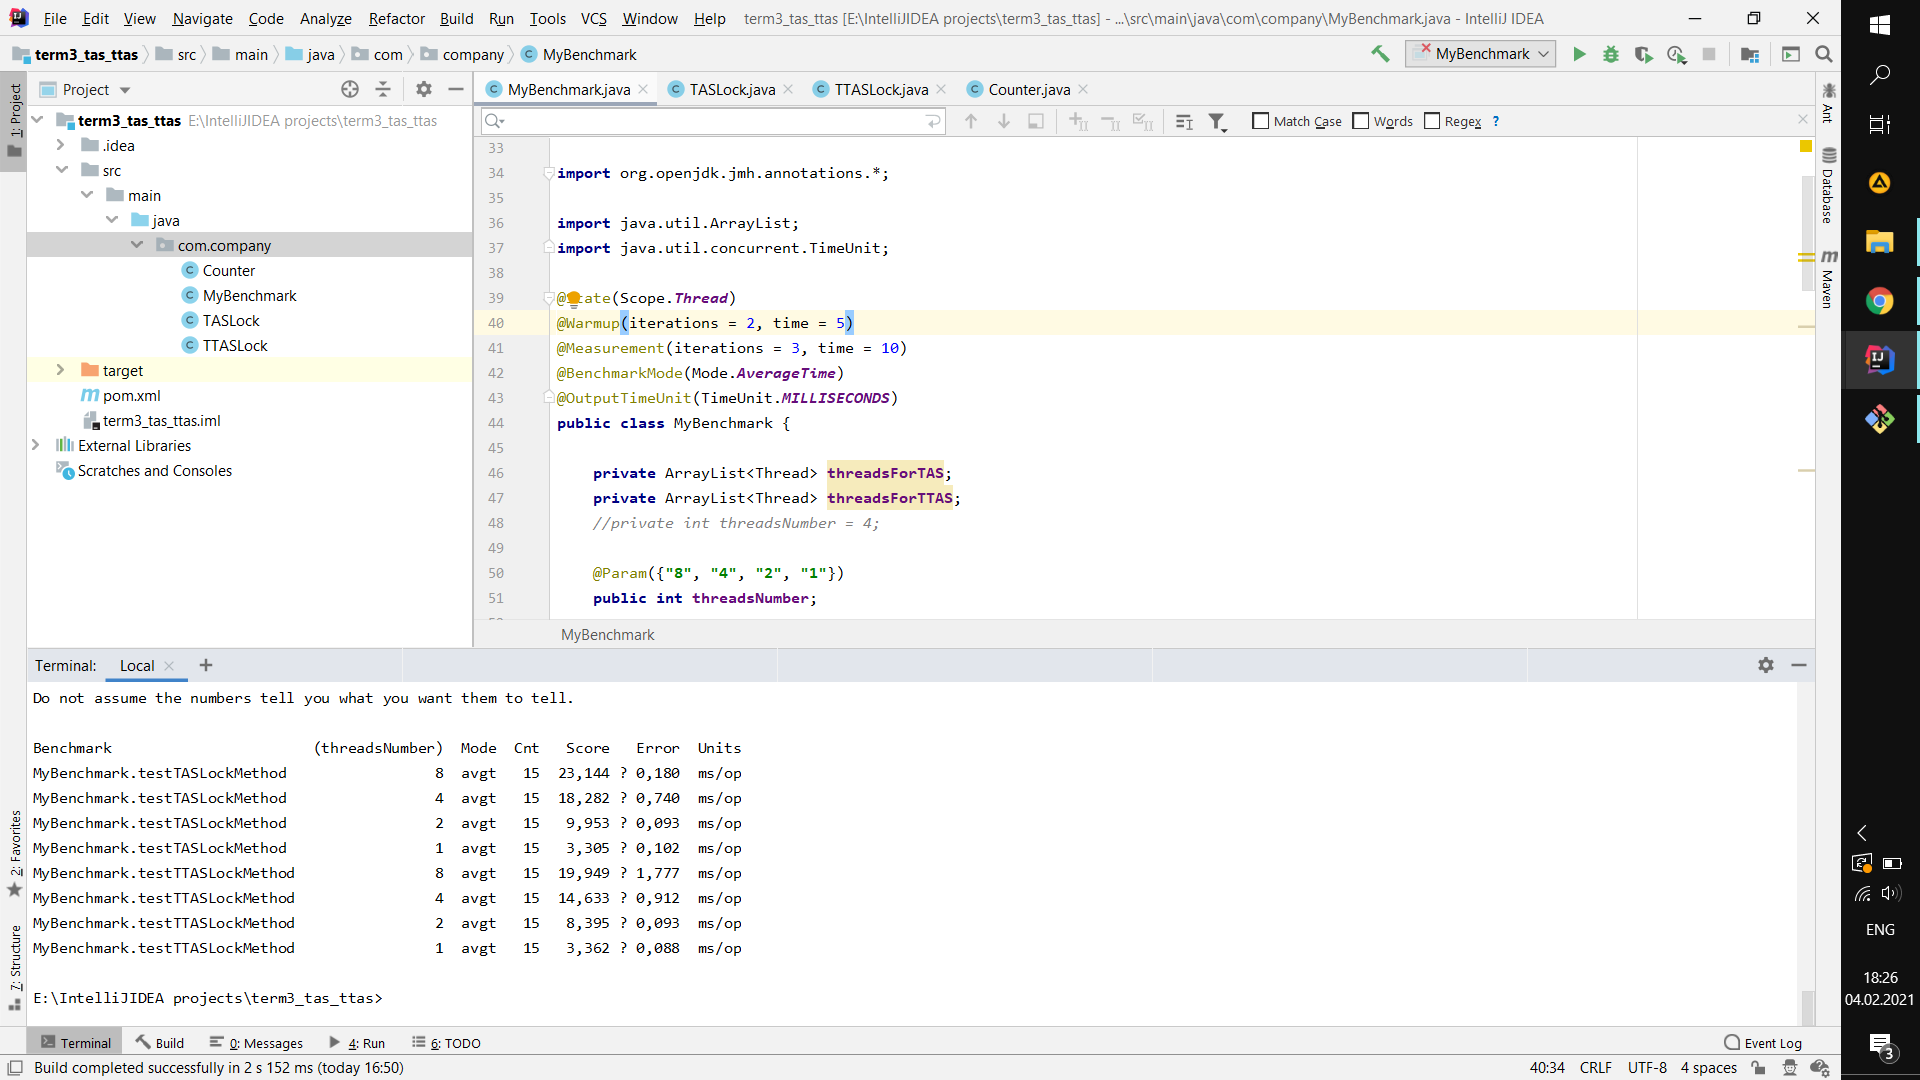 File Edit View Navigate Code Analyze Refactor Build Run Tools VCS Window Help term3_tas_ttas [E:\IntelliJIDEA projects\term3_tas_ttas] - ...\src\main\java\com\company\MyBenchmark.java - IntelliJ IDEA
term3_tas_ttas src main java com company MyBenchmark MyBenchmark
1: Project
Project
MyBenchmark.java TASLock.java TTASLock.java Counter.java
Match Case Words Regex ?
term3_tas_ttas E:\IntelliJIDEA projects\term3_tas_ttas
.idea
src
main
java
com.company
Counter
MyBenchmark
TASLock
TTASLock
target
pom.xml
term3_tas_ttas.iml
External Libraries
Scratches and Consoles
33
34 import org.openjdk.jmh.annotations.*;
35
36 import java.util.ArrayList;
37 import java.util.concurrent.TimeUnit;
38
39 @State(Scope.Thread)
40 @Warmup(iterations = 2, time = 5)
41 @Measurement(iterations = 3, time = 10)
42 @BenchmarkMode(Mode.AverageTime)
43 @OutputTimeUnit(TimeUnit.MILLISECONDS)
44 public class MyBenchmark {
45
46 private ArrayList<Thread> threadsForTAS;
47 private ArrayList<Thread> threadsForTTAS;
48 //private int threadsNumber = 4;
49
50 @Param({"8", "4", "2", "1"})
51 public int threadsNumber;
MyBenchmark
Ant
Database
Maven
Terminal: Local
Do not assume the numbers tell you what you want them to tell.
Benchmark (threadsNumber) Mode Cnt Score Error Units
MyBenchmark.testTASLockMethod 8 avgt 15 23,144 ? 0,180 ms/op
MyBenchmark.testTASLockMethod 4 avgt 15 18,282 ? 0,740 ms/op
MyBenchmark.testTASLockMethod 2 avgt 15 9,953 ? 0,093 ms/op
MyBenchmark.testTASLockMethod 1 avgt 15 3,305 ? 0,102 ms/op
MyBenchmark.testTTASLockMethod 8 avgt 15 19,949 ? 1,777 ms/op
MyBenchmark.testTTASLockMethod 4 avgt 15 14,633 ? 0,912 ms/op
MyBenchmark.testTTASLockMethod 2 avgt 15 8,395 ? 0,093 ms/op
MyBenchmark.testTTASLockMethod 1 avgt 15 3,362 ? 0,088 ms/op
E:\IntelliJIDEA projects\term3_tas_ttas>
2: Favorites
7: Structure
Terminal Build 0: Messages 4: Run 6: TODO Event Log
Build completed successfully in 2 s 152 ms (today 16:50) 40:34 CRLF UTF-8 4 spaces
ENG
18:26
04.02.2021
3